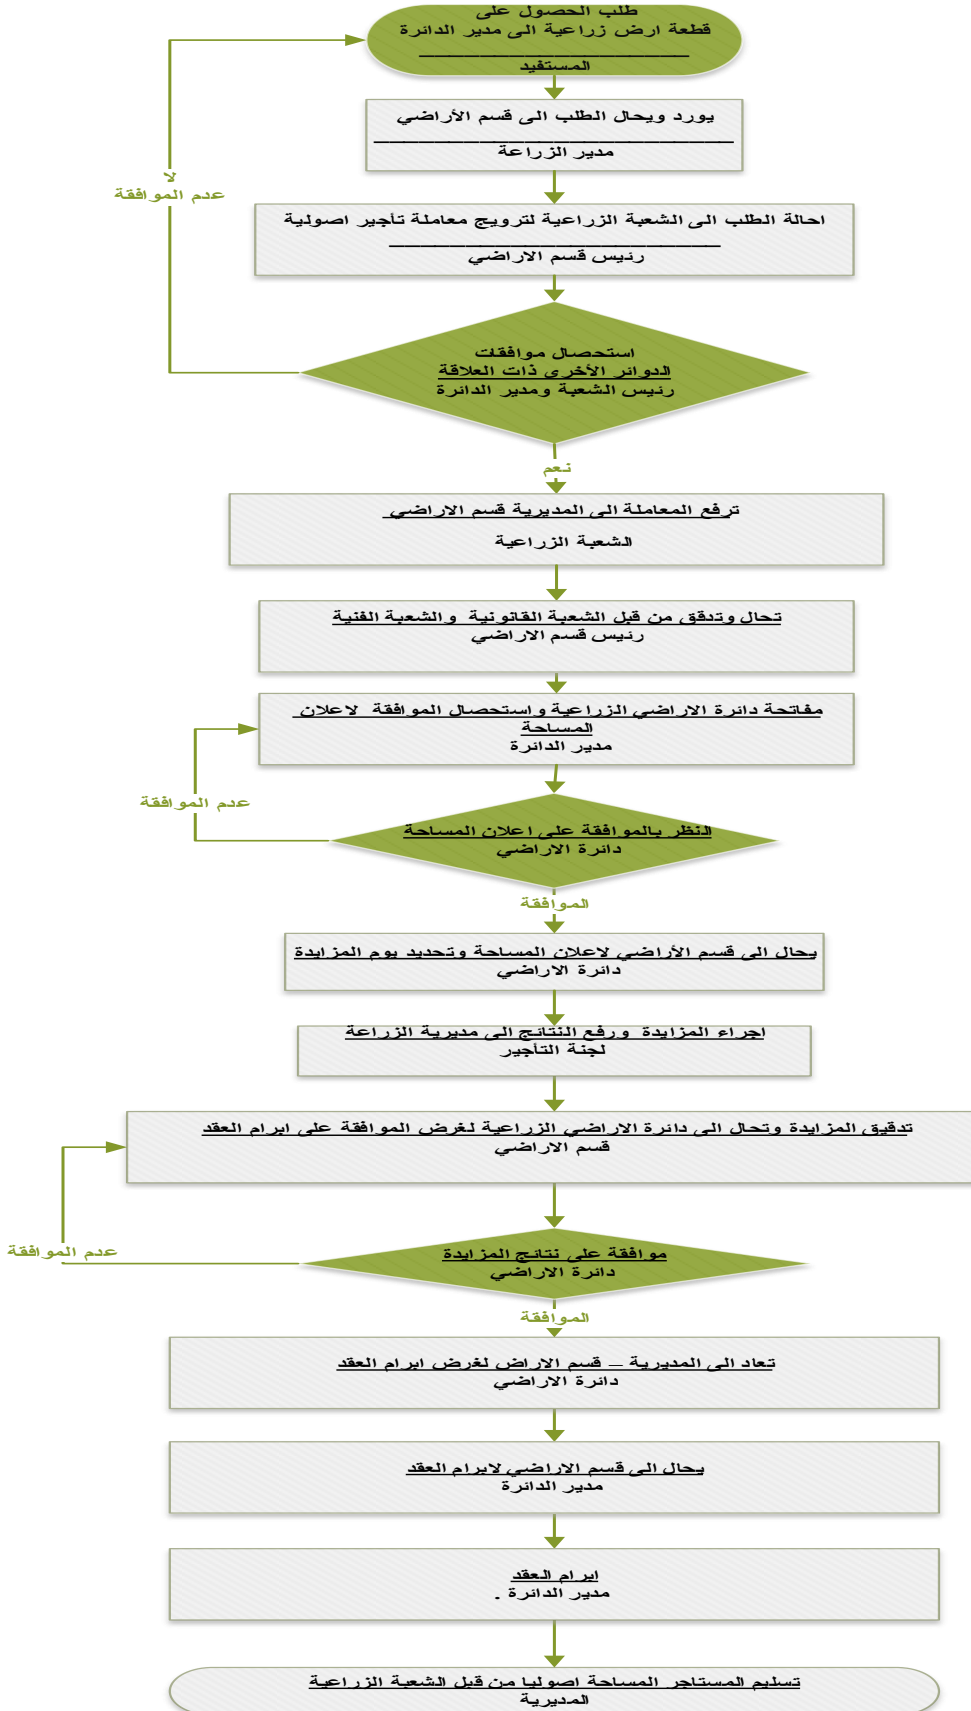 طلب الحصول على
قطعة ارض زراعية الى مدير الدائرة
المستفيد
يورد ويحال الطلب الى قسم الأراضي
مدير الزراعة
لا
عدم الموافقة
احالة الطلب الى الشعبة الزراعية لترويج معاملة تأجير اصولية
رئيس قسم الاراضي
استحصال موافقات
الدوائر الأخرى ذات العلاقة
رئيس الشعبة ومدير الدائرة
نعم
ترفع المعاملة الى المديرية قسم الاراضي
الشعبة الزراعية
تحال وتدقق من قبل الشعبة القانونية والشعبة الفنية
رئيس قسم الاراضي
مفاتحة دائرة الاراضي الزراعية واستحصال الموافقة لاعلان
المساحة
مدير الدائرة
عدم الموافقة
النظر بالموافقة على اعلان المساحة
دائرة الاراضي
الموافقة
يحال الى قسم الأراضي لاعلان المساحة وتحديد يوم المزايدة
دائرة الاراضي
اجراء المزايدة ورفع النتائج الى مديرية الزراعة
لجنة التأجير
تدقيق المزايدة وتحال الى دائرة الاراضي الزراعية لغرض الموافقة على ابرام العقد
قسم الاراضي
عدم الموافقة
موافقة على نتائج المزايدة
دائرة الاراضي
الموافقة
تعاد الى المديرية – قسم الاراض لغرض ابرام العقد
دائرة الاراضي
يحال الى قسم الاراضي لابرام العقد
مدير الدائرة
ابرام العقد
مدير الدائرة .
تسليم المستاجر المساحة اصوليا من قبل الشعبة الزراعية
المديرية